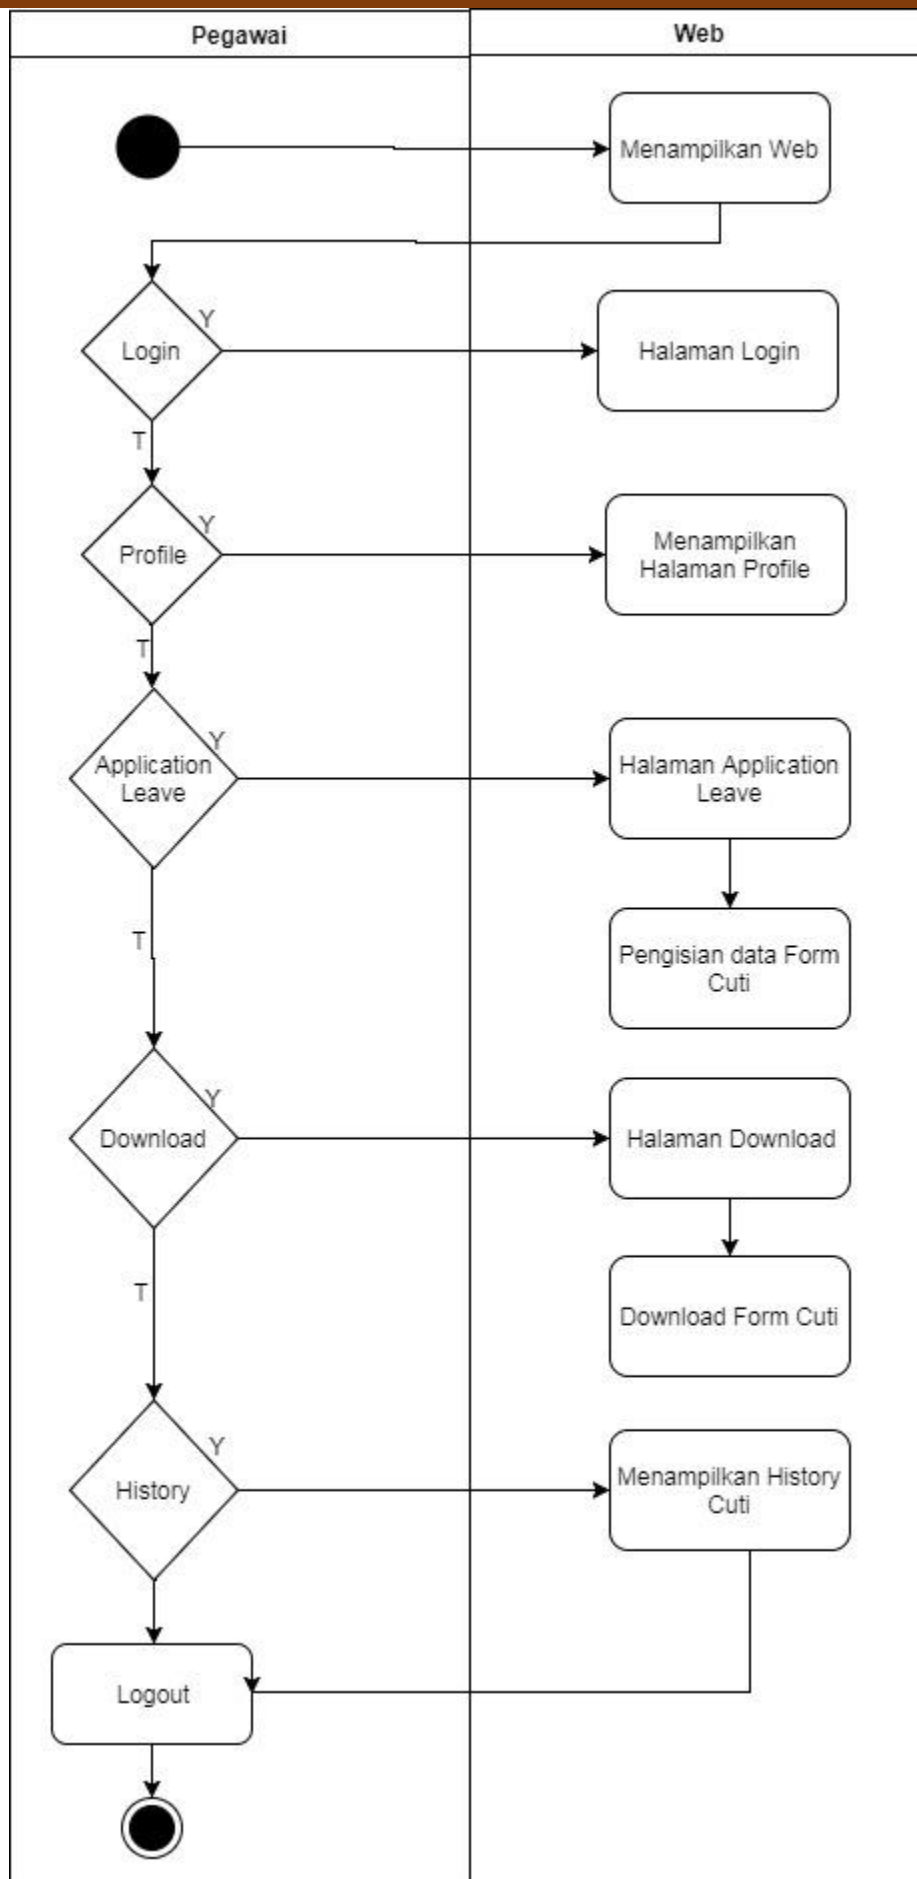 Pegawai
Web
Menampilkan Web
Y
Login
Halaman Login
T
Y
Profile
Menampilkan
Halaman Profile
T
Y
Application
Leave
Halaman Application
Leave
T
Pengisian data Form
Cuti
Y
Download
Halaman Download
T
Download Form Cuti
Y
History
Menampilkan History
Cuti
Logout